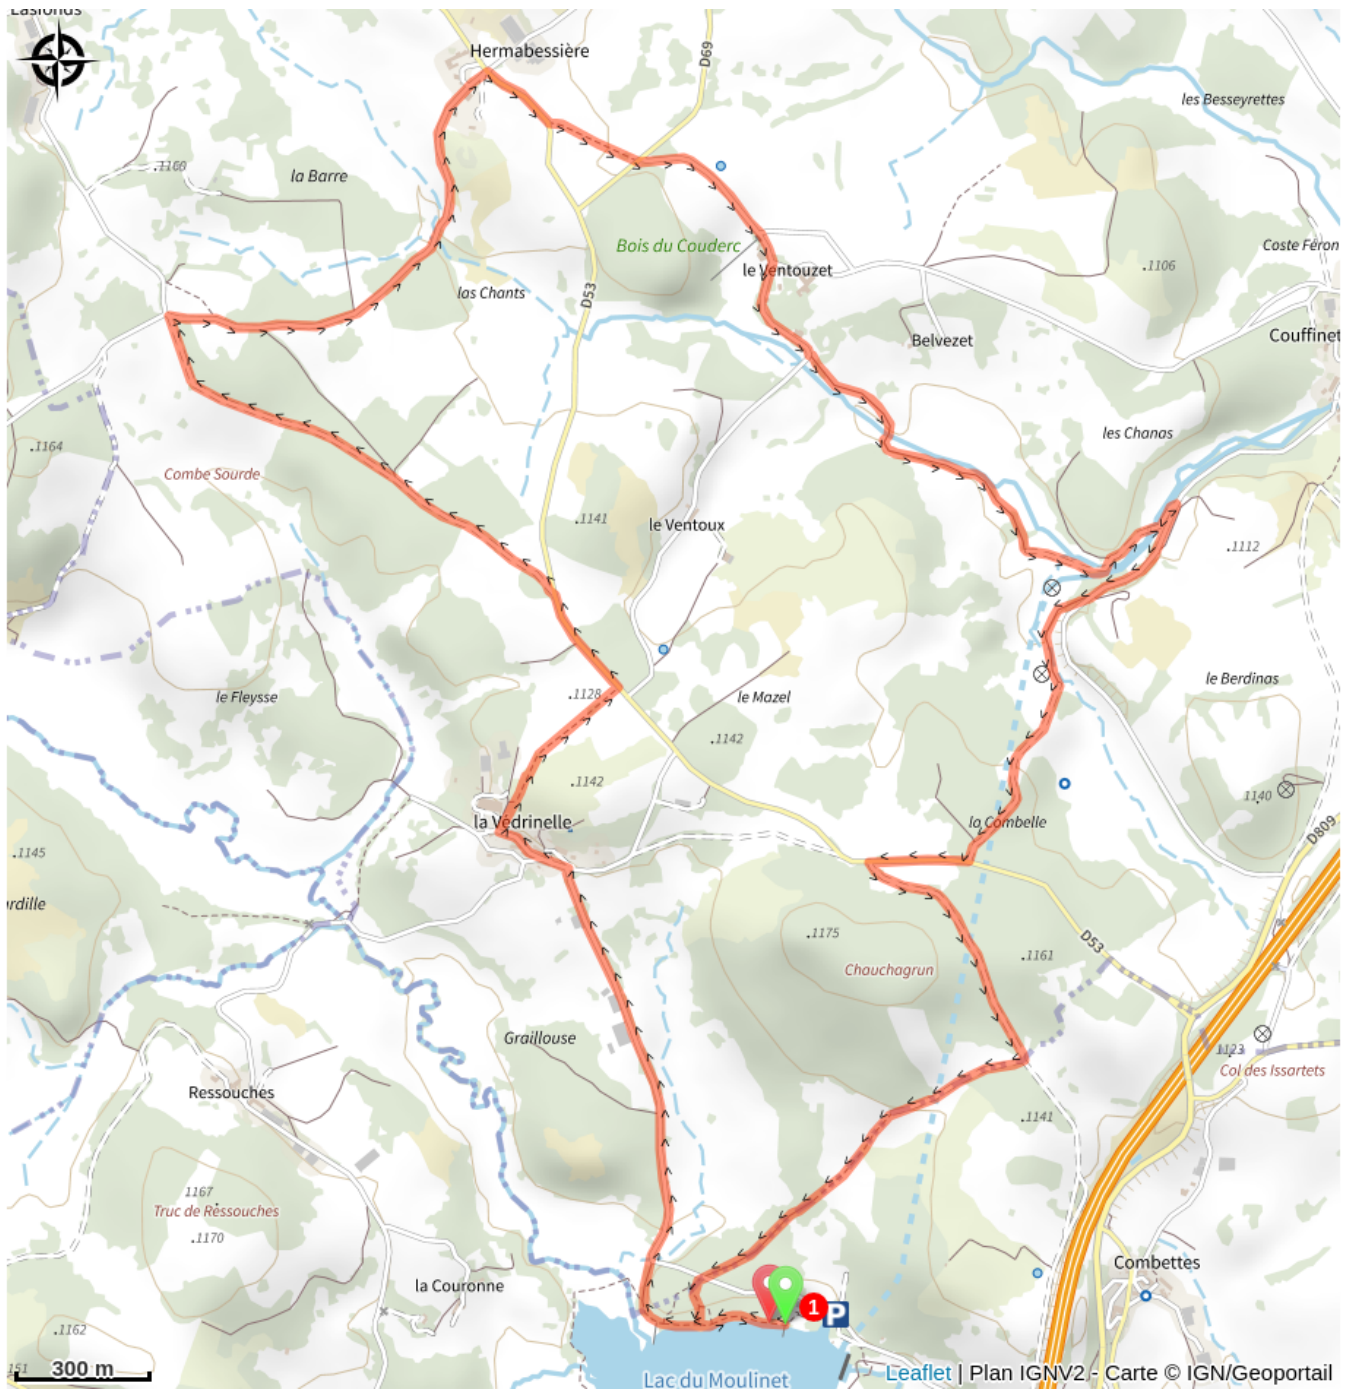 Hermabessière
D69
les Besseyrettes
.1166
la Barre
Bois du Couderc
Coste Féron
le Ventouzet
.1106
las Chants
D53
Belvezet
Couffinet
.1164
les Chanas
Combe Sourde
.1141
le Ventoux
.1112
le Berdinas
le Fleysse
.1128
le Mazel
.1142
.1142
1140
la Védrinelle
la Combelle
D809
.1145
.1175
D53
.1161
Chauchagrun
Graillouse
1123
Col des Issartets
Ressouches
.1141
1167
Truc de Ressouches
.1170
Combettes
la Couronne
1
P
.1162
300 m
Lac du Moulinet
Leaflet | Plan IGNV2 - Carte © IGN/Geoportail